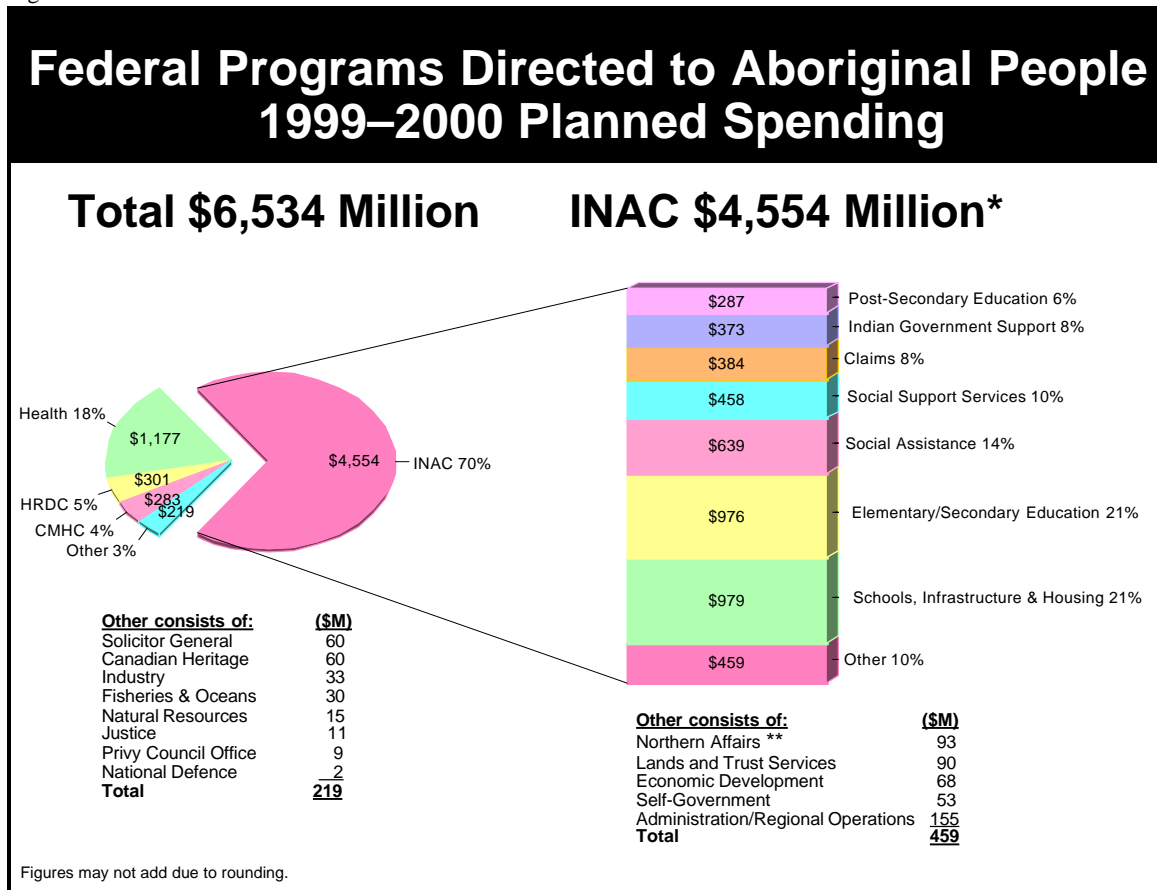 Federal Programs Directed to Aboriginal People
1999–2000 Planned Spending
Total $6,534 Million
INAC $4,554 Million*
Health 18%
$1,177
$301
HRDC 5%
$283
CMHC 4%
$219
Other 3%
$4,554
INAC 70%
$287
Post-Secondary Education 6%
$373
Indian Government Support 8%
$384
Claims 8%
$458
Social Support Services 10%
$639
Social Assistance 14%
$976
Elementary/Secondary Education 21%
$979
Schools, Infrastructure & Housing 21%
$459
Other 10%
Other consists of: ($M)
Solicitor General 60
Canadian Heritage 60
Industry 33
Fisheries & Oceans 30
Natural Resources 15
Justice 11
Privy Council Office 9
National Defence 2
Total 219
Other consists of: ($M)
Northern Affairs ** 93
Lands and Trust Services 90
Economic Development 68
Self-Government 53
Administration/Regional Operations 155
Total 459
Figures may not add due to rounding.